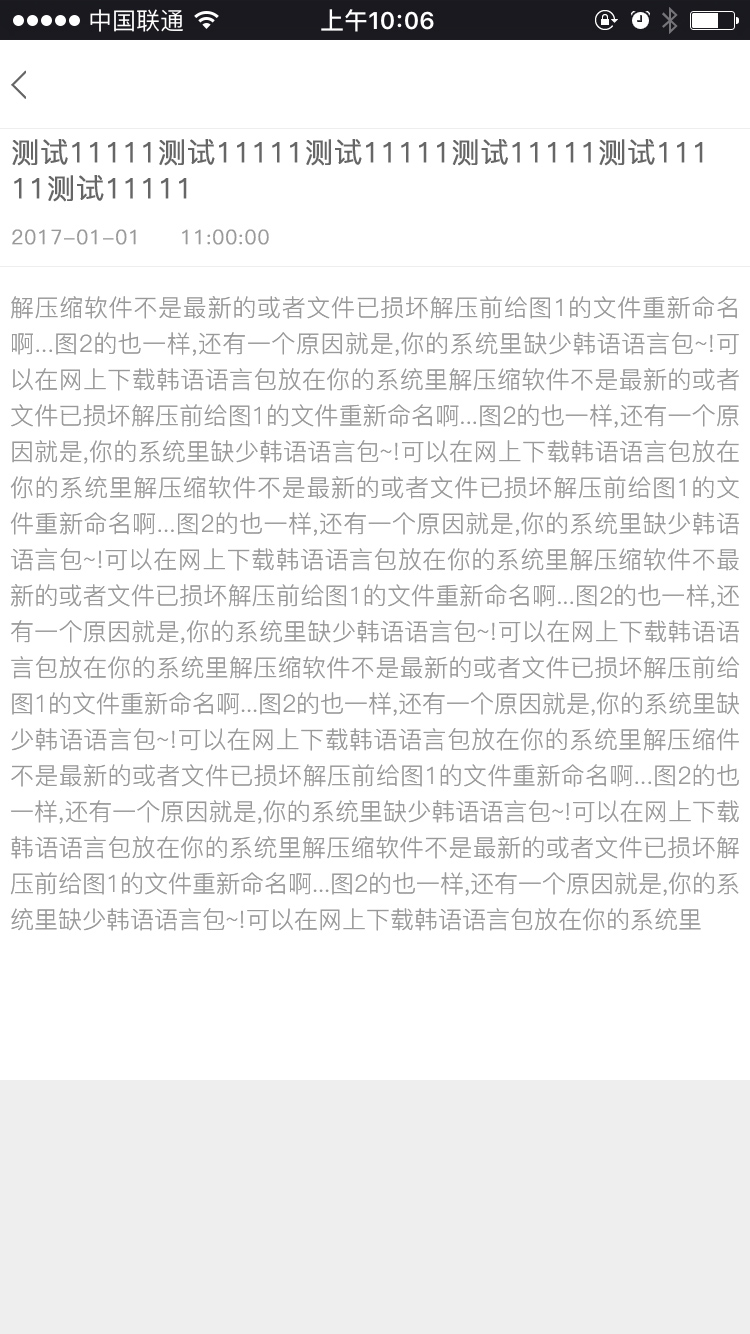 中国联通 上午10:06
测试11111测试11111测试11111测试11111测试111
11测试11111
2017-01-01 11:00:00
解压缩软件不是最新的或者文件已损坏解压前给图1的文件重新命名
啊...图2的也一样,还有一个原因就是,你的系统里缺少韩语语言包~!可
以在网上下载韩语语言包放在你的系统里解压缩软件不是最新的或者
文件已损坏解压前给图1的文件重新命名啊...图2的也一样,还有一个原
因就是,你的系统里缺少韩语语言包~!可以在网上下载韩语语言包放在
你的系统里解压缩软件不是最新的或者文件已损坏解压前给图1的文
件重新命名啊...图2的也一样,还有一个原因就是,你的系统里缺少韩语
语言包~!可以在网上下载韩语语言包放在你的系统里解压缩软件不最
新的或者文件已损坏解压前给图1的文件重新命名啊...图2的也一样,还
有一个原因就是,你的系统里缺少韩语语言包~!可以在网上下载韩语语
言包放在你的系统里解压缩软件不是最新的或者文件已损坏解压前给
图1的文件重新命名啊...图2的也一样,还有一个原因就是,你的系统里缺
少韩语语言包~!可以在网上下载韩语语言包放在你的系统里解压缩件
不是最新的或者文件已损坏解压前给图1的文件重新命名啊...图2的也
一样,还有一个原因就是,你的系统里缺少韩语语言包~!可以在网上下载
韩语语言包放在你的系统里解压缩软件不是最新的或者文件已损坏解
压前给图1的文件重新命名啊...图2的也一样,还有一个原因就是,你的系
统里缺少韩语语言包~!可以在网上下载韩语语言包放在你的系统里